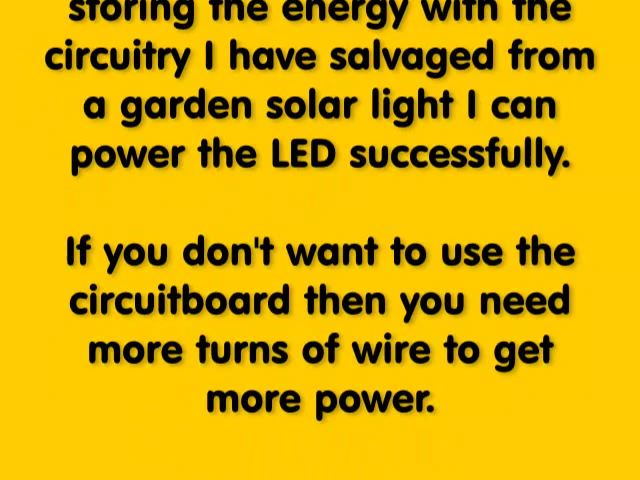 storing the energy with the
circuitry I have salvaged from
a garden solar light I can
power the LED successfully.
If you don't want to use the
circuitboard then you need
more turns of wire to get
more power.